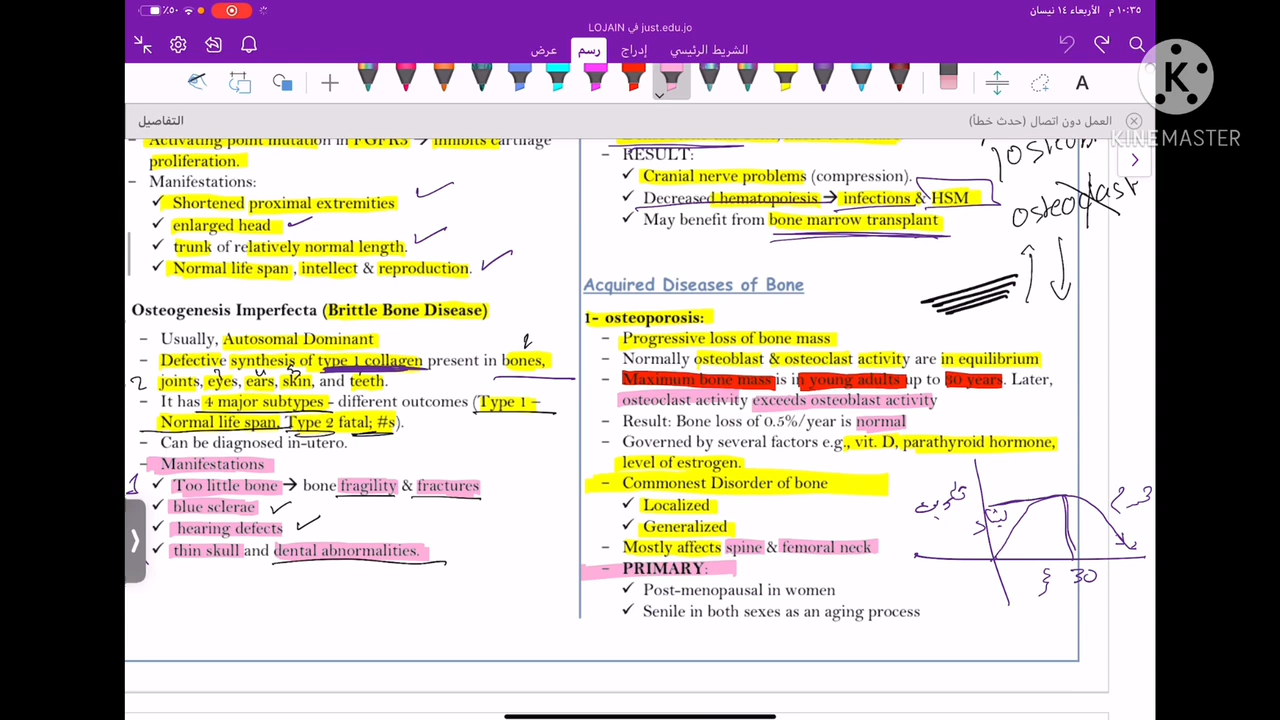 ٪٥٠
١٠:٣٥ م الأربعاء ١٤ نيسان
LOJAIN في just.edu.jo
الشريط الرئيسي
إدراج
رسم
عرض
A
K
KINEMASTER
العمل دون اتصال (حدث خطأ)
التفاصيل
- Activating point mutation in FGFR3 → inhibits cartilage
proliferation.
- Manifestations:
✓ Shortened proximal extremities
✓ enlarged head
✓ trunk of relatively normal length.
✓ Normal life span , intellect & reproduction.
Osteogenesis Imperfecta (Brittle Bone Disease)
- Usually, Autosomal Dominant
- Defective synthesis of type 1 collagen present in bones,
joints, eyes, ears, skin, and teeth.
- It has 4 major subtypes - different outcomes (Type 1 –
Normal life span, Type 2 fatal; #s).
- Can be diagnosed in-utero.
- Manifestations
✓ Too little bone → bone fragility & fractures
✓ blue sclerae
✓ hearing defects
✓ thin skull and dental abnormalities.
- RESULT:
✓ Cranial nerve problems (compression).
✓ Decreased hematopoiesis → infections & HSM
✓ May benefit from bone marrow transplant
Acquired Diseases of Bone
1- osteoporosis:
- Progressive loss of bone mass
- Normally osteoblast & osteoclast activity are in equilibrium
- Maximum bone mass is in young adults up to 30 years. Later,
osteoclast activity exceeds osteoblast activity
- Result: Bone loss of 0.5%/year is normal
- Governed by several factors e.g., vit. D, parathyroid hormone,
level of estrogen.
- Commonest Disorder of bone
✓ Localized
✓ Generalized
- Mostly affects spine & femoral neck
- PRIMARY:
✓ Post-menopausal in women
✓ Senile in both sexes as an aging process
30